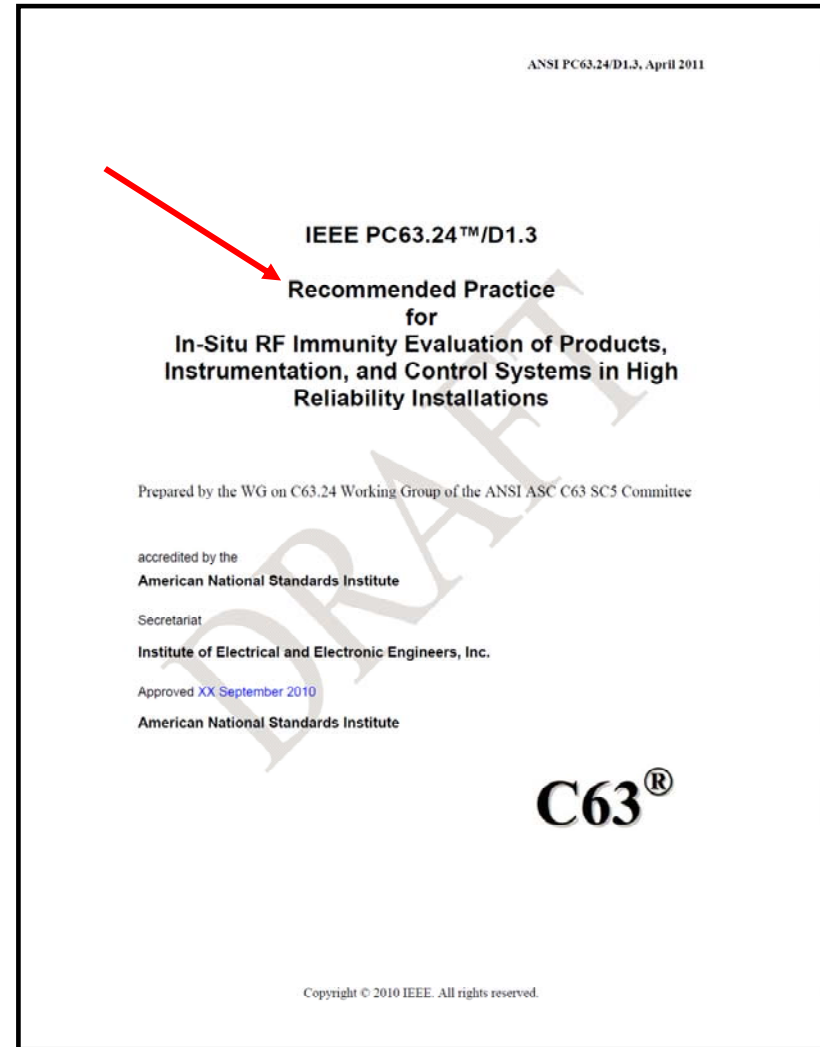 ANSI PC63.24/D1.3, April 2011
IEEE PC63.24™/D1.3
Recommended Practice
for
In-Situ RF Immunity Evaluation of Products,
Instrumentation, and Control Systems in High
Reliability Installations
DRAFT
Prepared by the WG on C63.24 Working Group of the ANSI ASC C63 SC5 Committee
accredited by the
American National Standards Institute
Secretariat
Institute of Electrical and Electronic Engineers, Inc.
Approved XX September 2010
American National Standards Institute
C63®
Copyright © 2010 IEEE. All rights reserved.